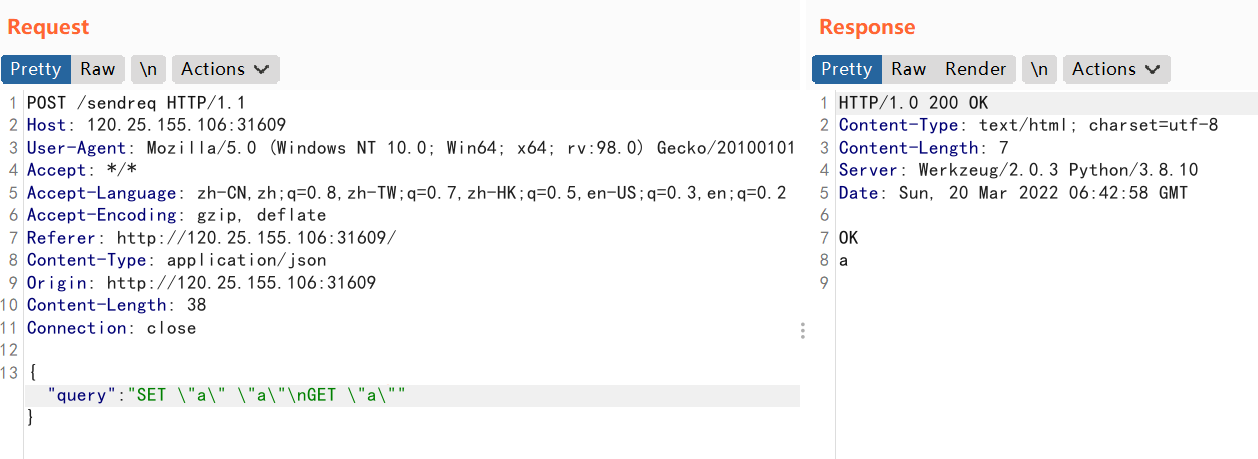 Request
Pretty Raw \n Actions
1 POST /sendreq HTTP/1.1
2 Host: 120.25.155.106:31609
3 User-Agent: Mozilla/5.0 (Windows NT 10.0; Win64; x64; rv:98.0) Gecko/20100101
4 Accept: */*
5 Accept-Language: zh-CN,zh;q=0.8,zh-TW;q=0.7,zh-HK;q=0.5,en-US;q=0.3,en;q=0.2
6 Accept-Encoding: gzip, deflate
7 Referer: http://120.25.155.106:31609/
8 Content-Type: application/json
9 Origin: http://120.25.155.106:31609
10 Content-Length: 38
11 Connection: close
12
13 {
"query":"SET \"a\" \"a\"\nGET \"a\""
}
Response
Pretty Raw Render \n Actions
1 HTTP/1.0 200 OK
2 Content-Type: text/html; charset=utf-8
3 Content-Length: 7
4 Server: Werkzeug/2.0.3 Python/3.8.10
5 Date: Sun, 20 Mar 2022 06:42:58 GMT
6
7 OK
8 a
9